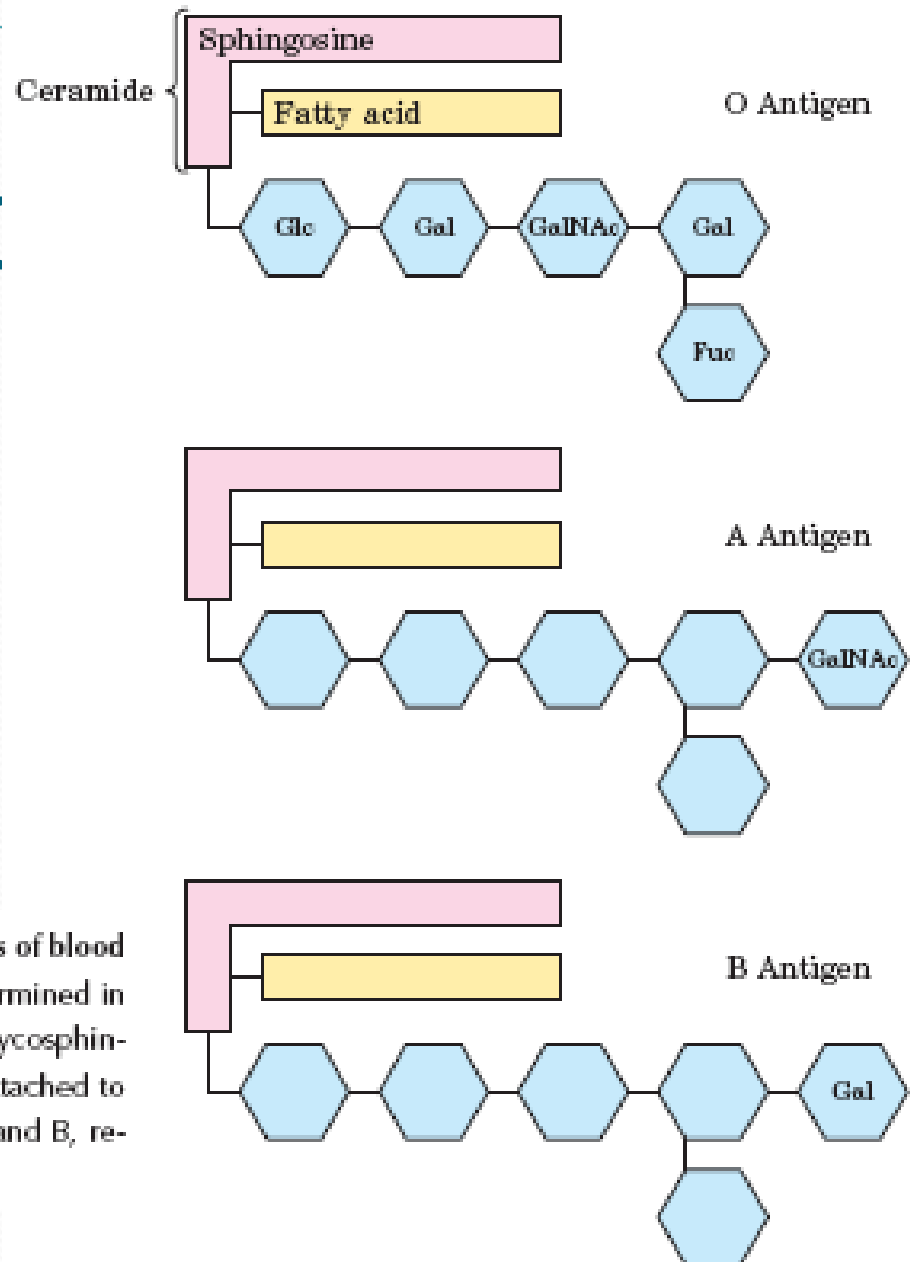 Sphingosine
Ceramide
Fatty acid
O Antigen
Glc Gal GalNAc Gal
Fuc
A Antigen
GalNAc
s of blood
rmined in
ycosphin-
tached to
and B, re-
B Antigen
Gal